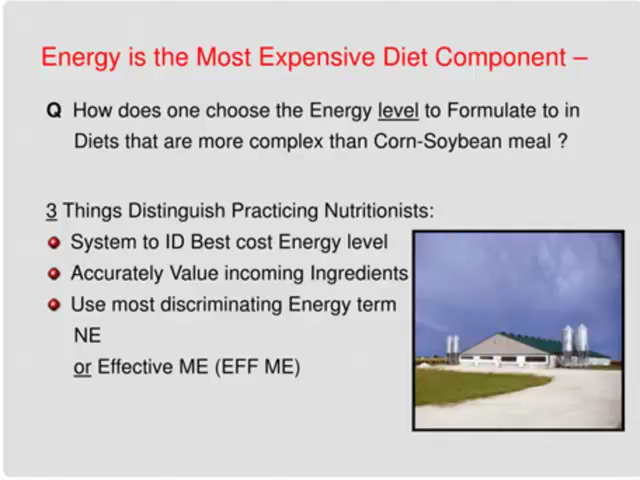 Energy is the Most Expensive Diet Component –
Q How does one choose the Energy level to Formulate to in
Diets that are more complex than Corn-Soybean meal ?
3 Things Distinguish Practicing Nutritionists:
System to ID Best cost Energy level
Accurately Value incoming Ingredients
Use most discriminating Energy term
NE
or Effective ME (EFF ME)